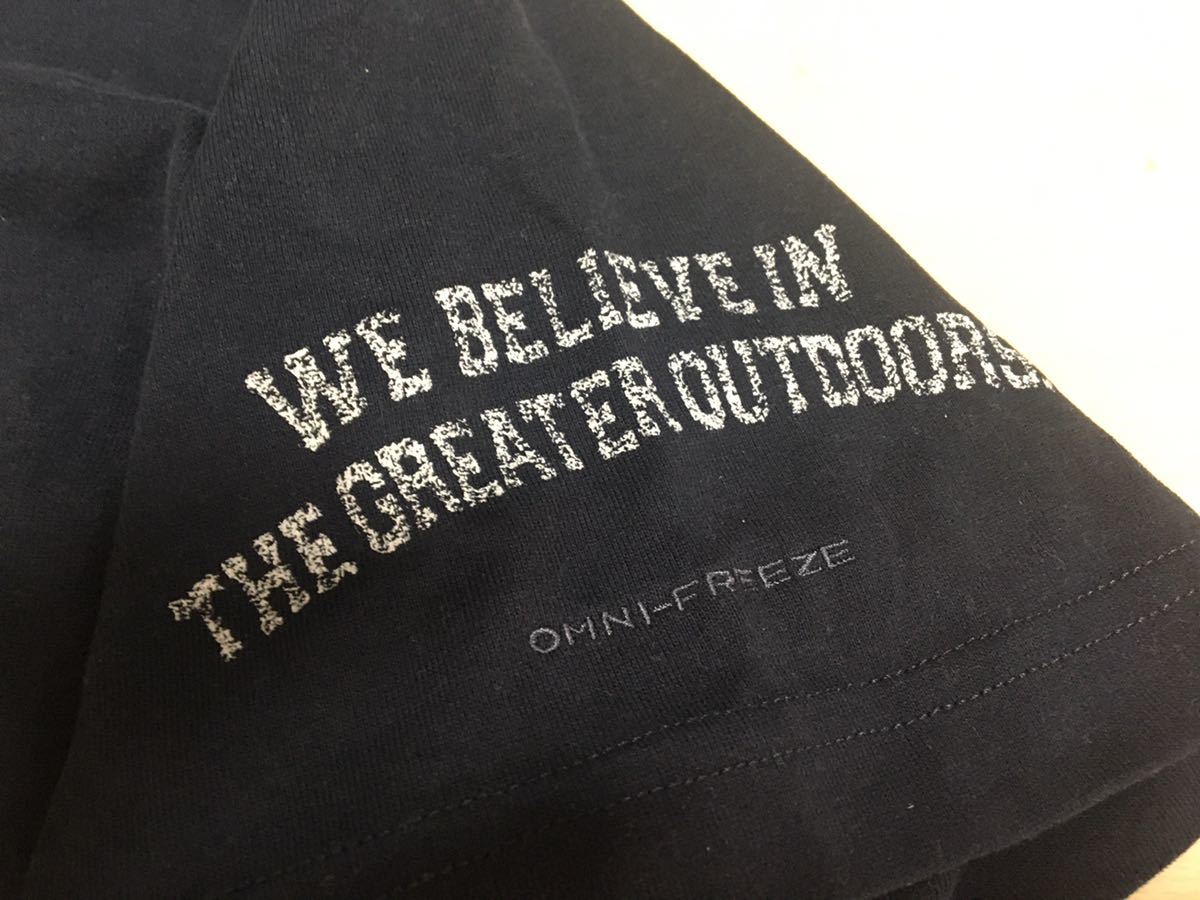 WE BELIEVE IN
THE GREATER OUTDOORS.
OMNI-FREEZE